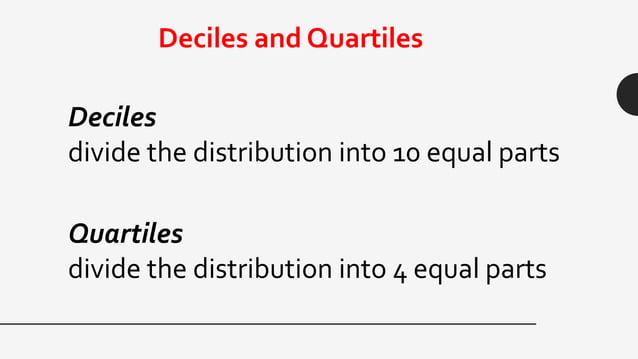 Deciles and Quartiles
Deciles
divide the distribution into 10 equal parts
Quartiles
divide the distribution into 4 equal parts